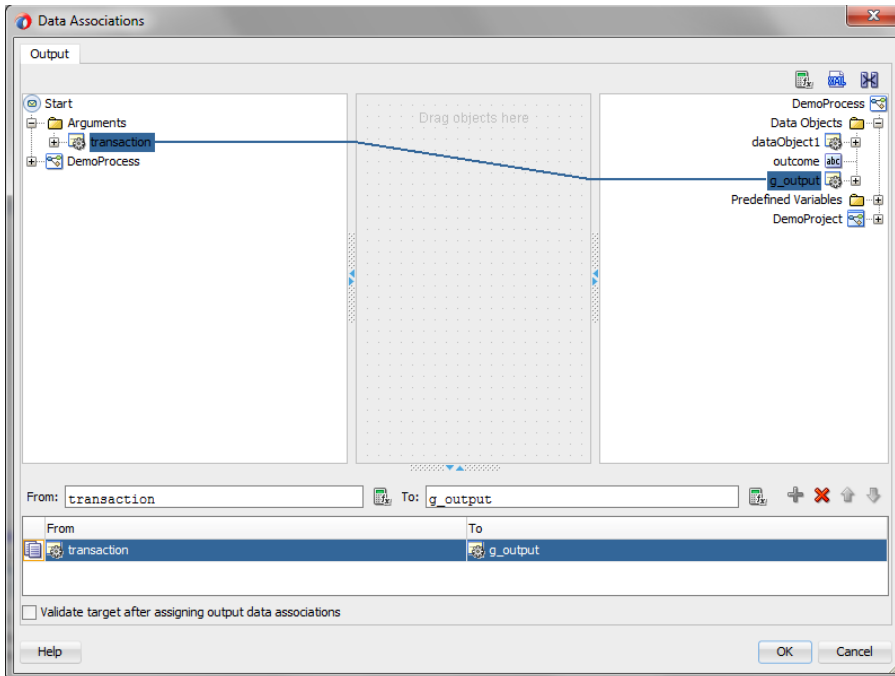 Data Associations
Output
Start
Arguments
transaction
DemoProcess
Drag objects here
DemoProcess
Data Objects
dataObject1
outcome abc
g_output
Predefined Variables
DemoProject
From: transaction To: g_output
From To
transaction g_output
Validate target after assigning output data associations
Help OK Cancel